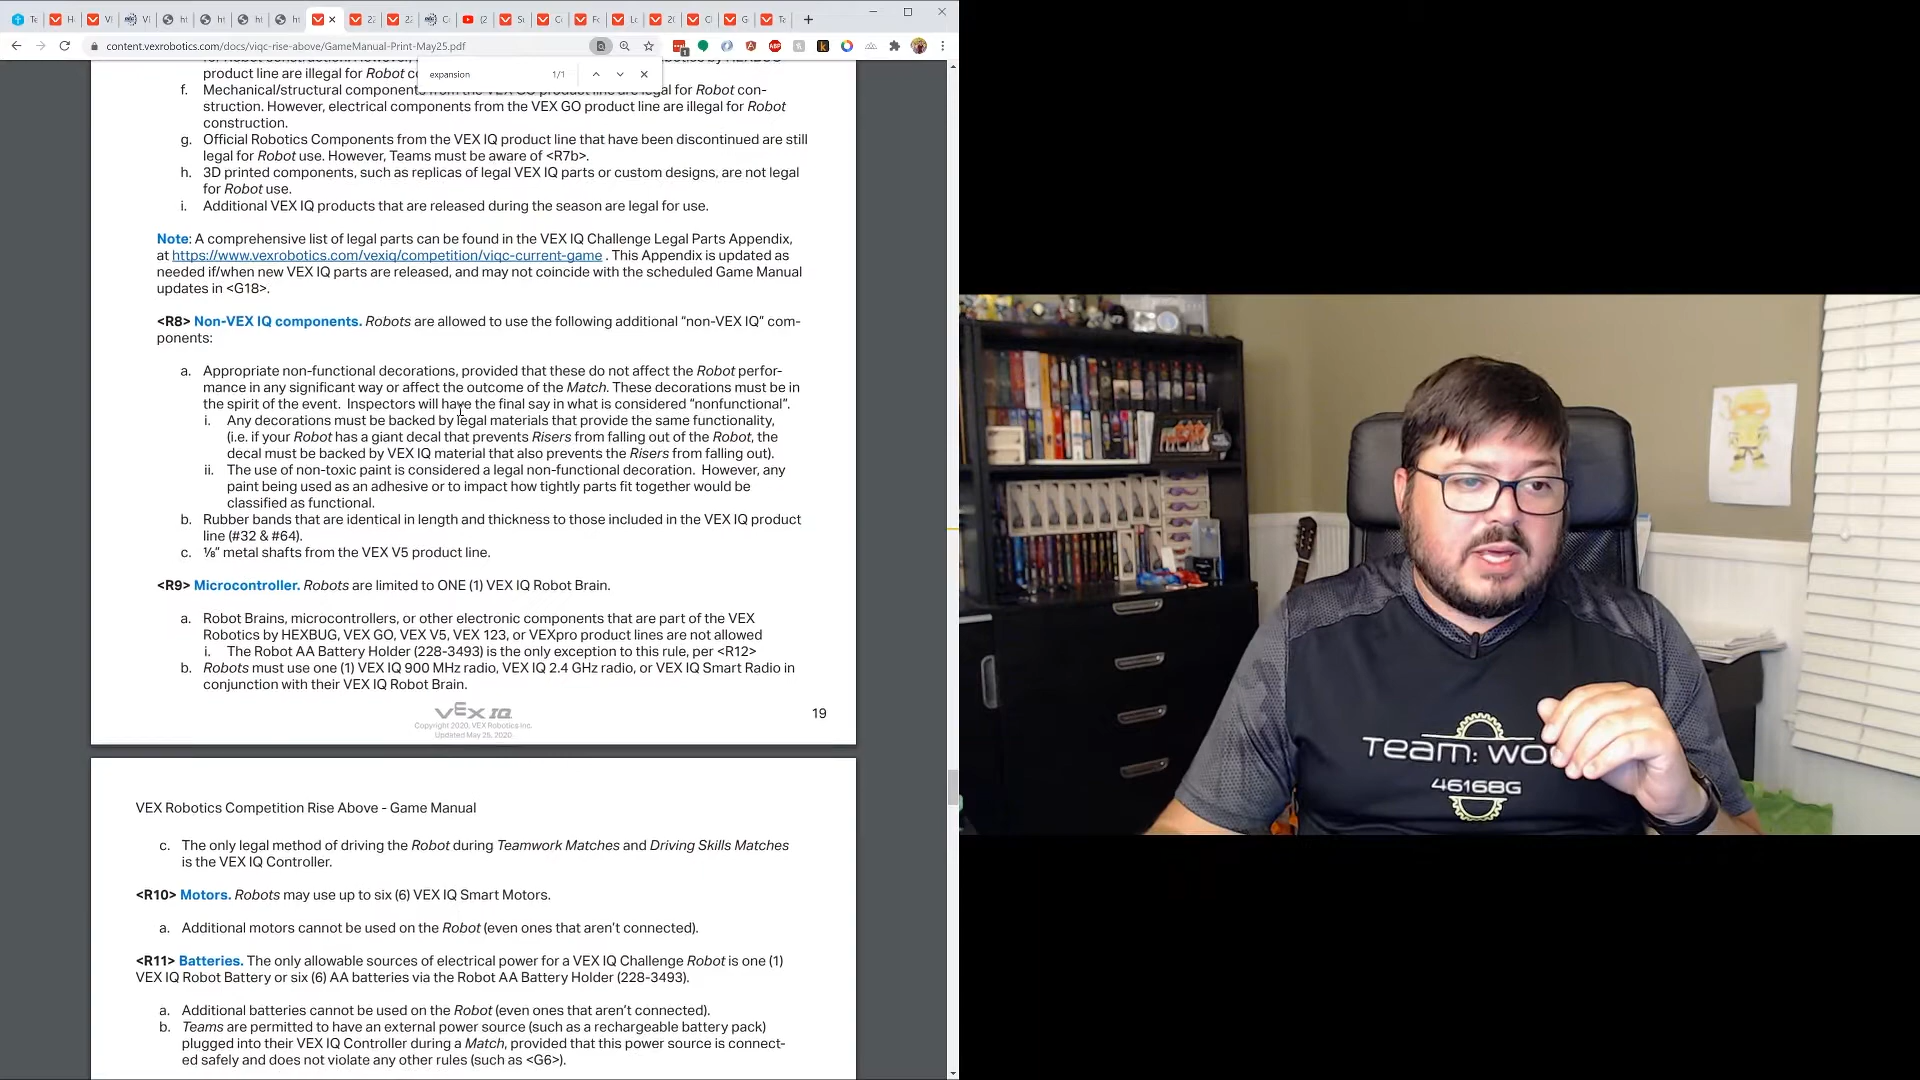 content.vexrobotics.com/docs/viqc-rise-above/GameManual-Print-May25.pdf
expansion 1/1
product line are illegal for Robot
f. Mechanical/structural components from the VEX GO product line are legal for Robot con-
struction. However, electrical components from the VEX GO product line are illegal for Robot
construction.
g. Official Robotics Components from the VEX IQ product line that have been discontinued are still
legal for Robot use. However, Teams must be aware of <R7b>.
h. 3D printed components, such as replicas of legal VEX IQ parts or custom designs, are not legal
for Robot use.
i. Additional VEX IQ products that are released during the season are legal for use.
Note: A comprehensive list of legal parts can be found in the VEX IQ Challenge Legal Parts Appendix,
at https://www.vexrobotics.com/vexiq/competition/viqc-current-game . This Appendix is updated as
needed if/when new VEX IQ parts are released, and may not coincide with the scheduled Game Manual
updates in <G18>.
<R8> Non-VEX IQ components. Robots are allowed to use the following additional “non-VEX IQ” com-
ponents:
a. Appropriate non-functional decorations, provided that these do not affect the Robot perfor-
mance in any significant way or affect the outcome of the Match. These decorations must be in
the spirit of the event. Inspectors will have the final say in what is considered “nonfunctional”.
i. Any decorations must be backed by legal materials that provide the same functionality,
(i.e. if your Robot has a giant decal that prevents Risers from falling out of the Robot, the
decal must be backed by VEX IQ material that also prevents the Risers from falling out).
ii. The use of non-toxic paint is considered a legal non-functional decoration. However, any
paint being used as an adhesive or to impact how tightly parts fit together would be
classified as functional.
b. Rubber bands that are identical in length and thickness to those included in the VEX IQ product
line (#32 & #64).
c. ⅛” metal shafts from the VEX V5 product line.
<R9> Microcontroller. Robots are limited to ONE (1) VEX IQ Robot Brain.
a. Robot Brains, microcontrollers, or other electronic components that are part of the VEX
Robotics by HEXBUG, VEX GO, VEX V5, VEX 123, or VEXpro product lines are not allowed
i. The Robot AA Battery Holder (228-3493) is the only exception to this rule, per <R12>
b. Robots must use one (1) VEX IQ 900 MHz radio, VEX IQ 2.4 GHz radio, or VEX IQ Smart Radio in
conjunction with their VEX IQ Robot Brain.
VEX IQ
Copyright 2020, VEX Robotics Inc.
Updated May 25, 2020
19
VEX Robotics Competition Rise Above - Game Manual
c. The only legal method of driving the Robot during Teamwork Matches and Driving Skills Matches
is the VEX IQ Controller.
<R10> Motors. Robots may use up to six (6) VEX IQ Smart Motors.
a. Additional motors cannot be used on the Robot (even ones that aren’t connected).
<R11> Batteries. The only allowable sources of electrical power for a VEX IQ Challenge Robot is one (1)
VEX IQ Robot Battery or six (6) AA batteries via the Robot AA Battery Holder (228-3493).
a. Additional batteries cannot be used on the Robot (even ones that aren’t connected).
b. Teams are permitted to have an external power source (such as a rechargeable battery pack)
plugged into their VEX IQ Controller during a Match, provided that this power source is connect-
ed safely and does not violate any other rules (such as <G6>).
Team: WO
46168G